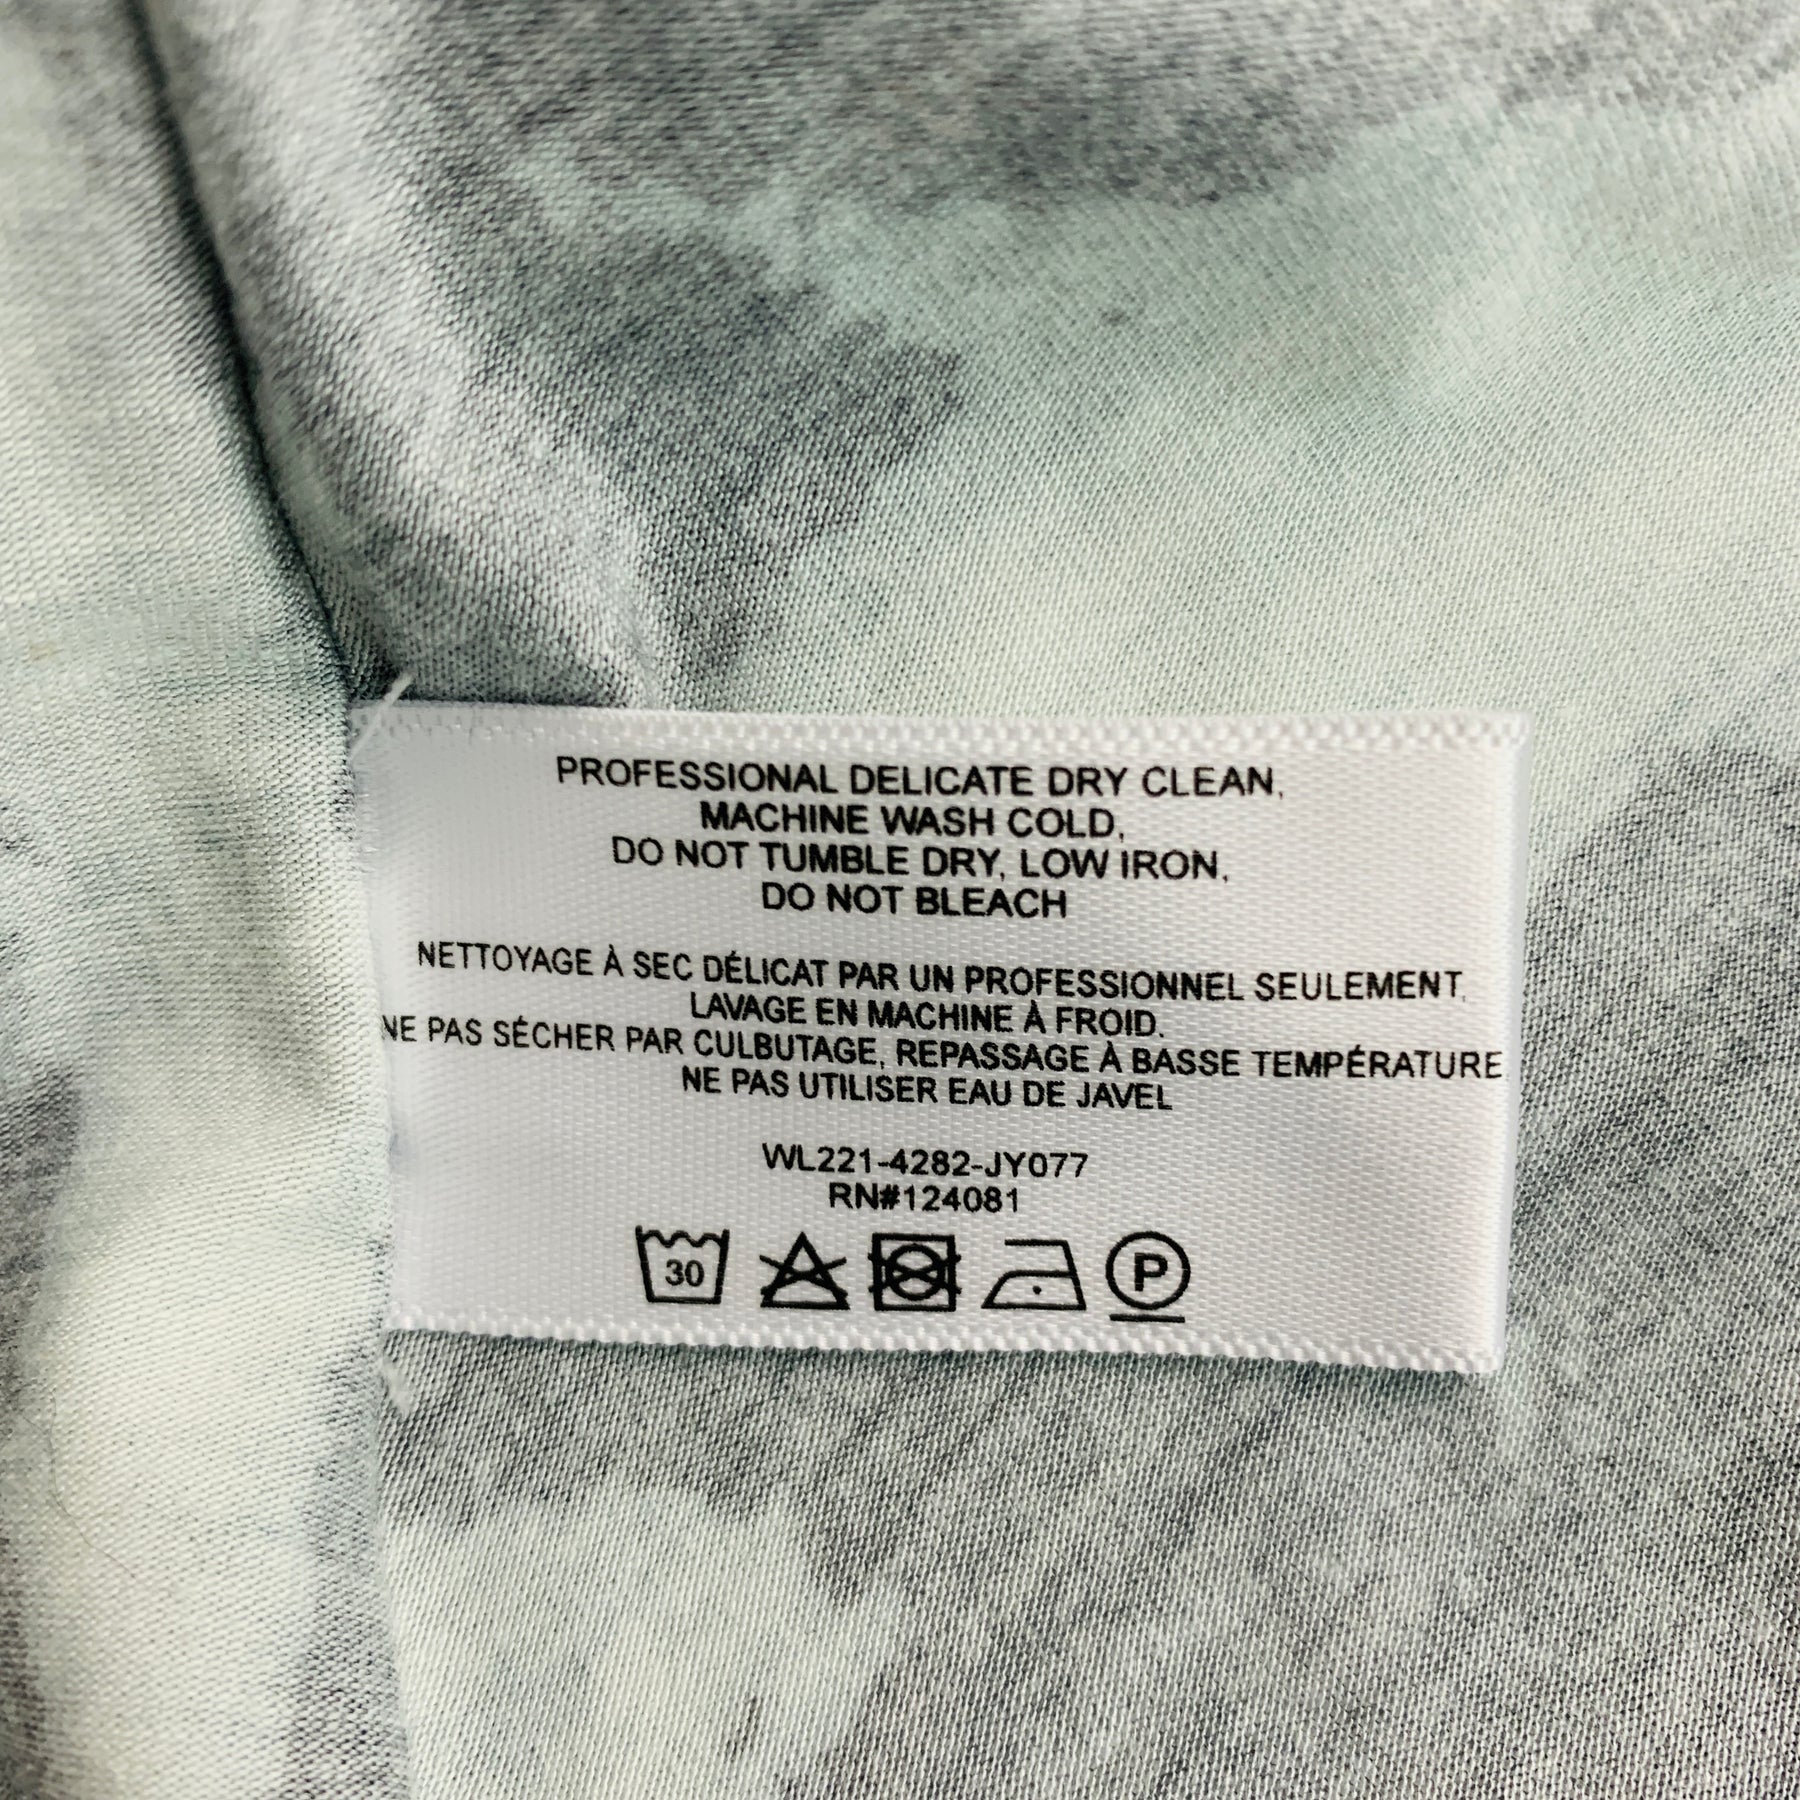 PROFESSIONAL DELICATE DRY CLEAN,
MACHINE WASH COLD,
DO NOT TUMBLE DRY, LOW IRON,
DO NOT BLEACH
NETTOYAGE À SEC DÉLICAT PAR UN PROFESSIONNEL SEULEMENT,
LAVAGE EN MACHINE À FROID.
NE PAS SÉCHER PAR CULBUTAGE, REPASSAGE À BASSE TEMPÉRATURE
NE PAS UTILISER EAU DE JAVEL
WL221-4282-JY077
RN#124081
30 P